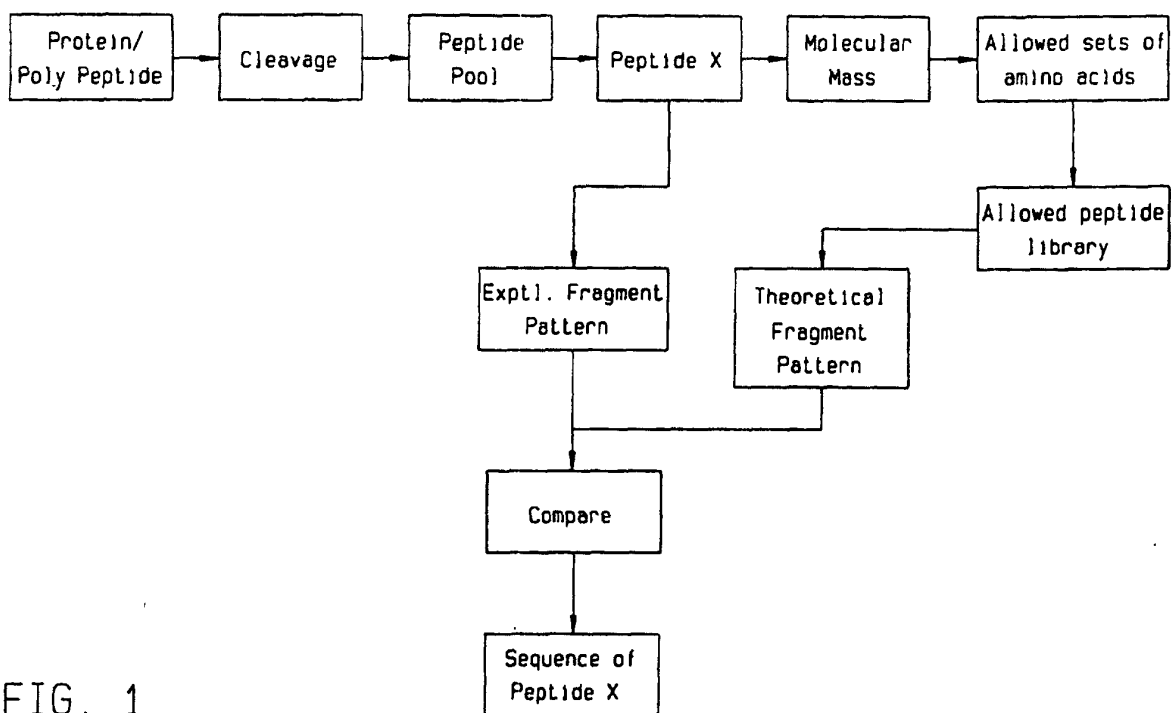 Protein/
Poly Peptide
Cleavage
Peptide
Pool
Peptide X
Molecular
Mass
Allowed sets of
amino acids
Allowed peptide
library
Exptl. Fragment
Pattern
Theoretical
Fragment
Pattern
Compare
Sequence of
Peptide X
FIG. 1